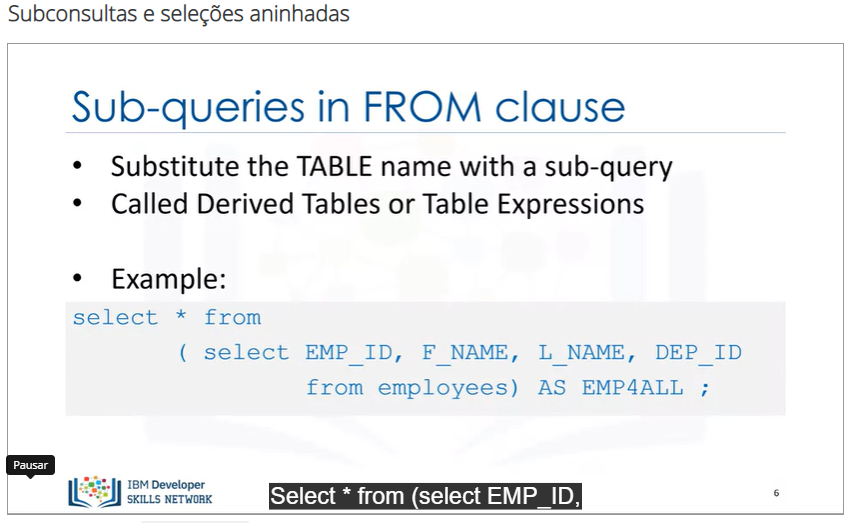 Subconsultas e seleções aninhadas
Sub-queries in FROM clause
• Substitute the TABLE name with a sub-query
• Called Derived Tables or Table Expressions
• Example:
select * from
( select EMP_ID, F_NAME, L_NAME, DEP_ID
from employees) AS EMP4ALL ;
Pausar
IBM Developer
SKILLS NETWORK
Select * from (select EMP_ID,
6